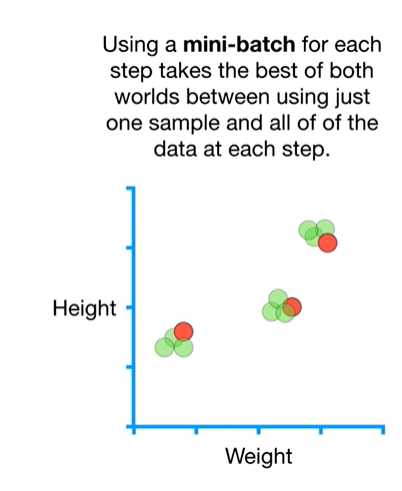 Using a mini-batch for each
step takes the best of both
worlds between using just
one sample and all of of the
data at each step.
Height
Weight